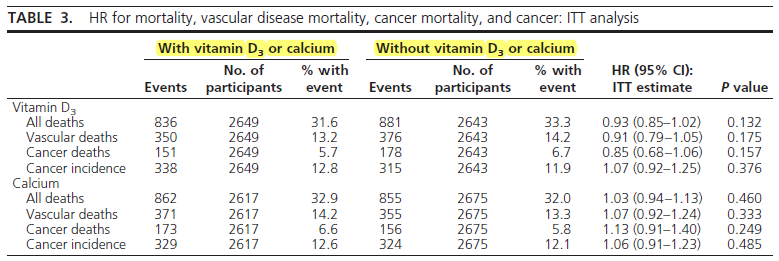 TABLE 3. HR for mortality, vascular disease mortality, cancer mortality, and cancer: ITT analysis
With vitamin D₃ or calcium Without vitamin D₃ or calcium
No. of % with No. of % with HR (95% CI):
Events participants event Events participants event ITT estimate P value
Vitamin D₃
All deaths 836 2649 31.6 881 2643 33.3 0.93 (0.85–1.02) 0.132
Vascular deaths 350 2649 13.2 376 2643 14.2 0.91 (0.79–1.05) 0.175
Cancer deaths 151 2649 5.7 178 2643 6.7 0.85 (0.68–1.06) 0.157
Cancer incidence 338 2649 12.8 315 2643 11.9 1.07 (0.92–1.25) 0.376
Calcium
All deaths 862 2617 32.9 855 2675 32.0 1.03 (0.94–1.13) 0.460
Vascular deaths 371 2617 14.2 355 2675 13.3 1.07 (0.92–1.24) 0.333
Cancer deaths 173 2617 6.6 156 2675 5.8 1.13 (0.91–1.40) 0.249
Cancer incidence 329 2617 12.6 324 2675 12.1 1.06 (0.91–1.23) 0.485